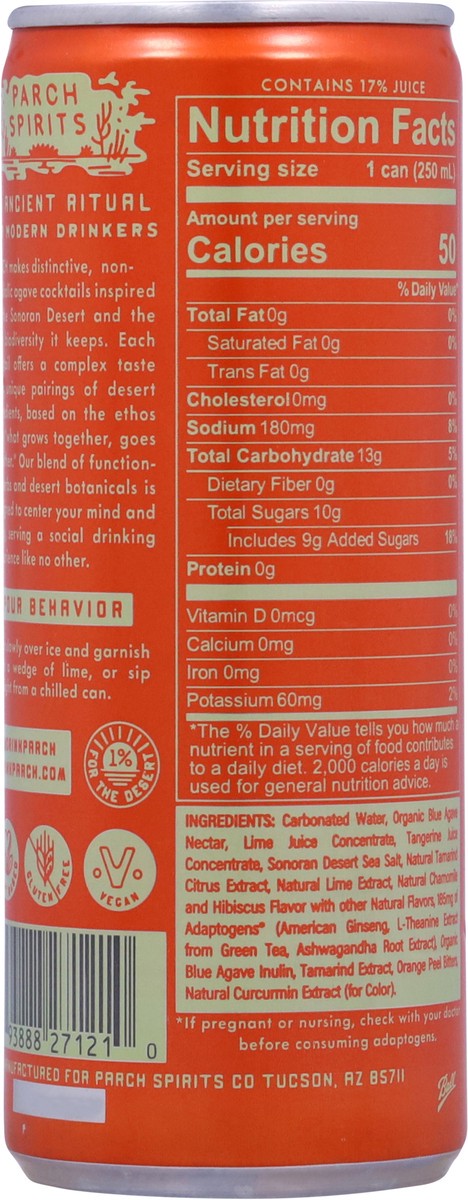 PARCH
SPIRITS
ANCIENT RITUAL
MODERN DRINKERS
makes distinctive, non-
agave cocktails inspired
Sonoran Desert and the
biodiversity it keeps. Each
offers a complex taste
unique pairings of desert
based on the ethos
what grows together, goes
Our blend of function-
and desert botanicals is
to center your mind and
serving a social drinking
like no other.
BEHAVIOR
over ice and garnish
wedge of lime, or sip
from a chilled can.
FOR THE DESERT
1%
GLUTEN FREE
V
VEGAN
93888 27121 0
CONTAINS 17% JUICE
Nutrition Facts
Serving size 1 can (250 mL)
Amount per serving
Calories 50
% Daily Value*
Total Fat 0g 0%
Saturated Fat 0g 0%
Trans Fat 0g
Cholesterol 0mg 0%
Sodium 180mg 8%
Total Carbohydrate 13g 5%
Dietary Fiber 0g 0%
Total Sugars 10g
Includes 9g Added Sugars 18%
Protein 0g
Vitamin D 0mcg 0%
Calcium 0mg 0%
Iron 0mg 0%
Potassium 60mg 2%
*The % Daily Value tells you how much a
nutrient in a serving of food contributes
to a daily diet. 2,000 calories a day is
used for general nutrition advice.
INGREDIENTS: Carbonated Water, Organic Blue Agave
Nectar, Lime Juice Concentrate, Tangerine Juice
Concentrate, Sonoran Desert Sea Salt, Natural Tamarind
Citrus Extract, Natural Lime Extract, Natural Chamomile
and Hibiscus Flavor with other Natural Flavors, 185mg of
Adaptogens* (American Ginseng, L-Theanine Extract
from Green Tea, Ashwagandha Root Extract), Organic
Blue Agave Inulin, Tamarind Extract, Orange Peel Bitters,
Natural Curcumin Extract (for Color).
*If pregnant or nursing, check with your doctor
before consuming adaptogens.
MANUFACTURED FOR PARCH SPIRITS CO TUCSON, AZ 85711
Ball